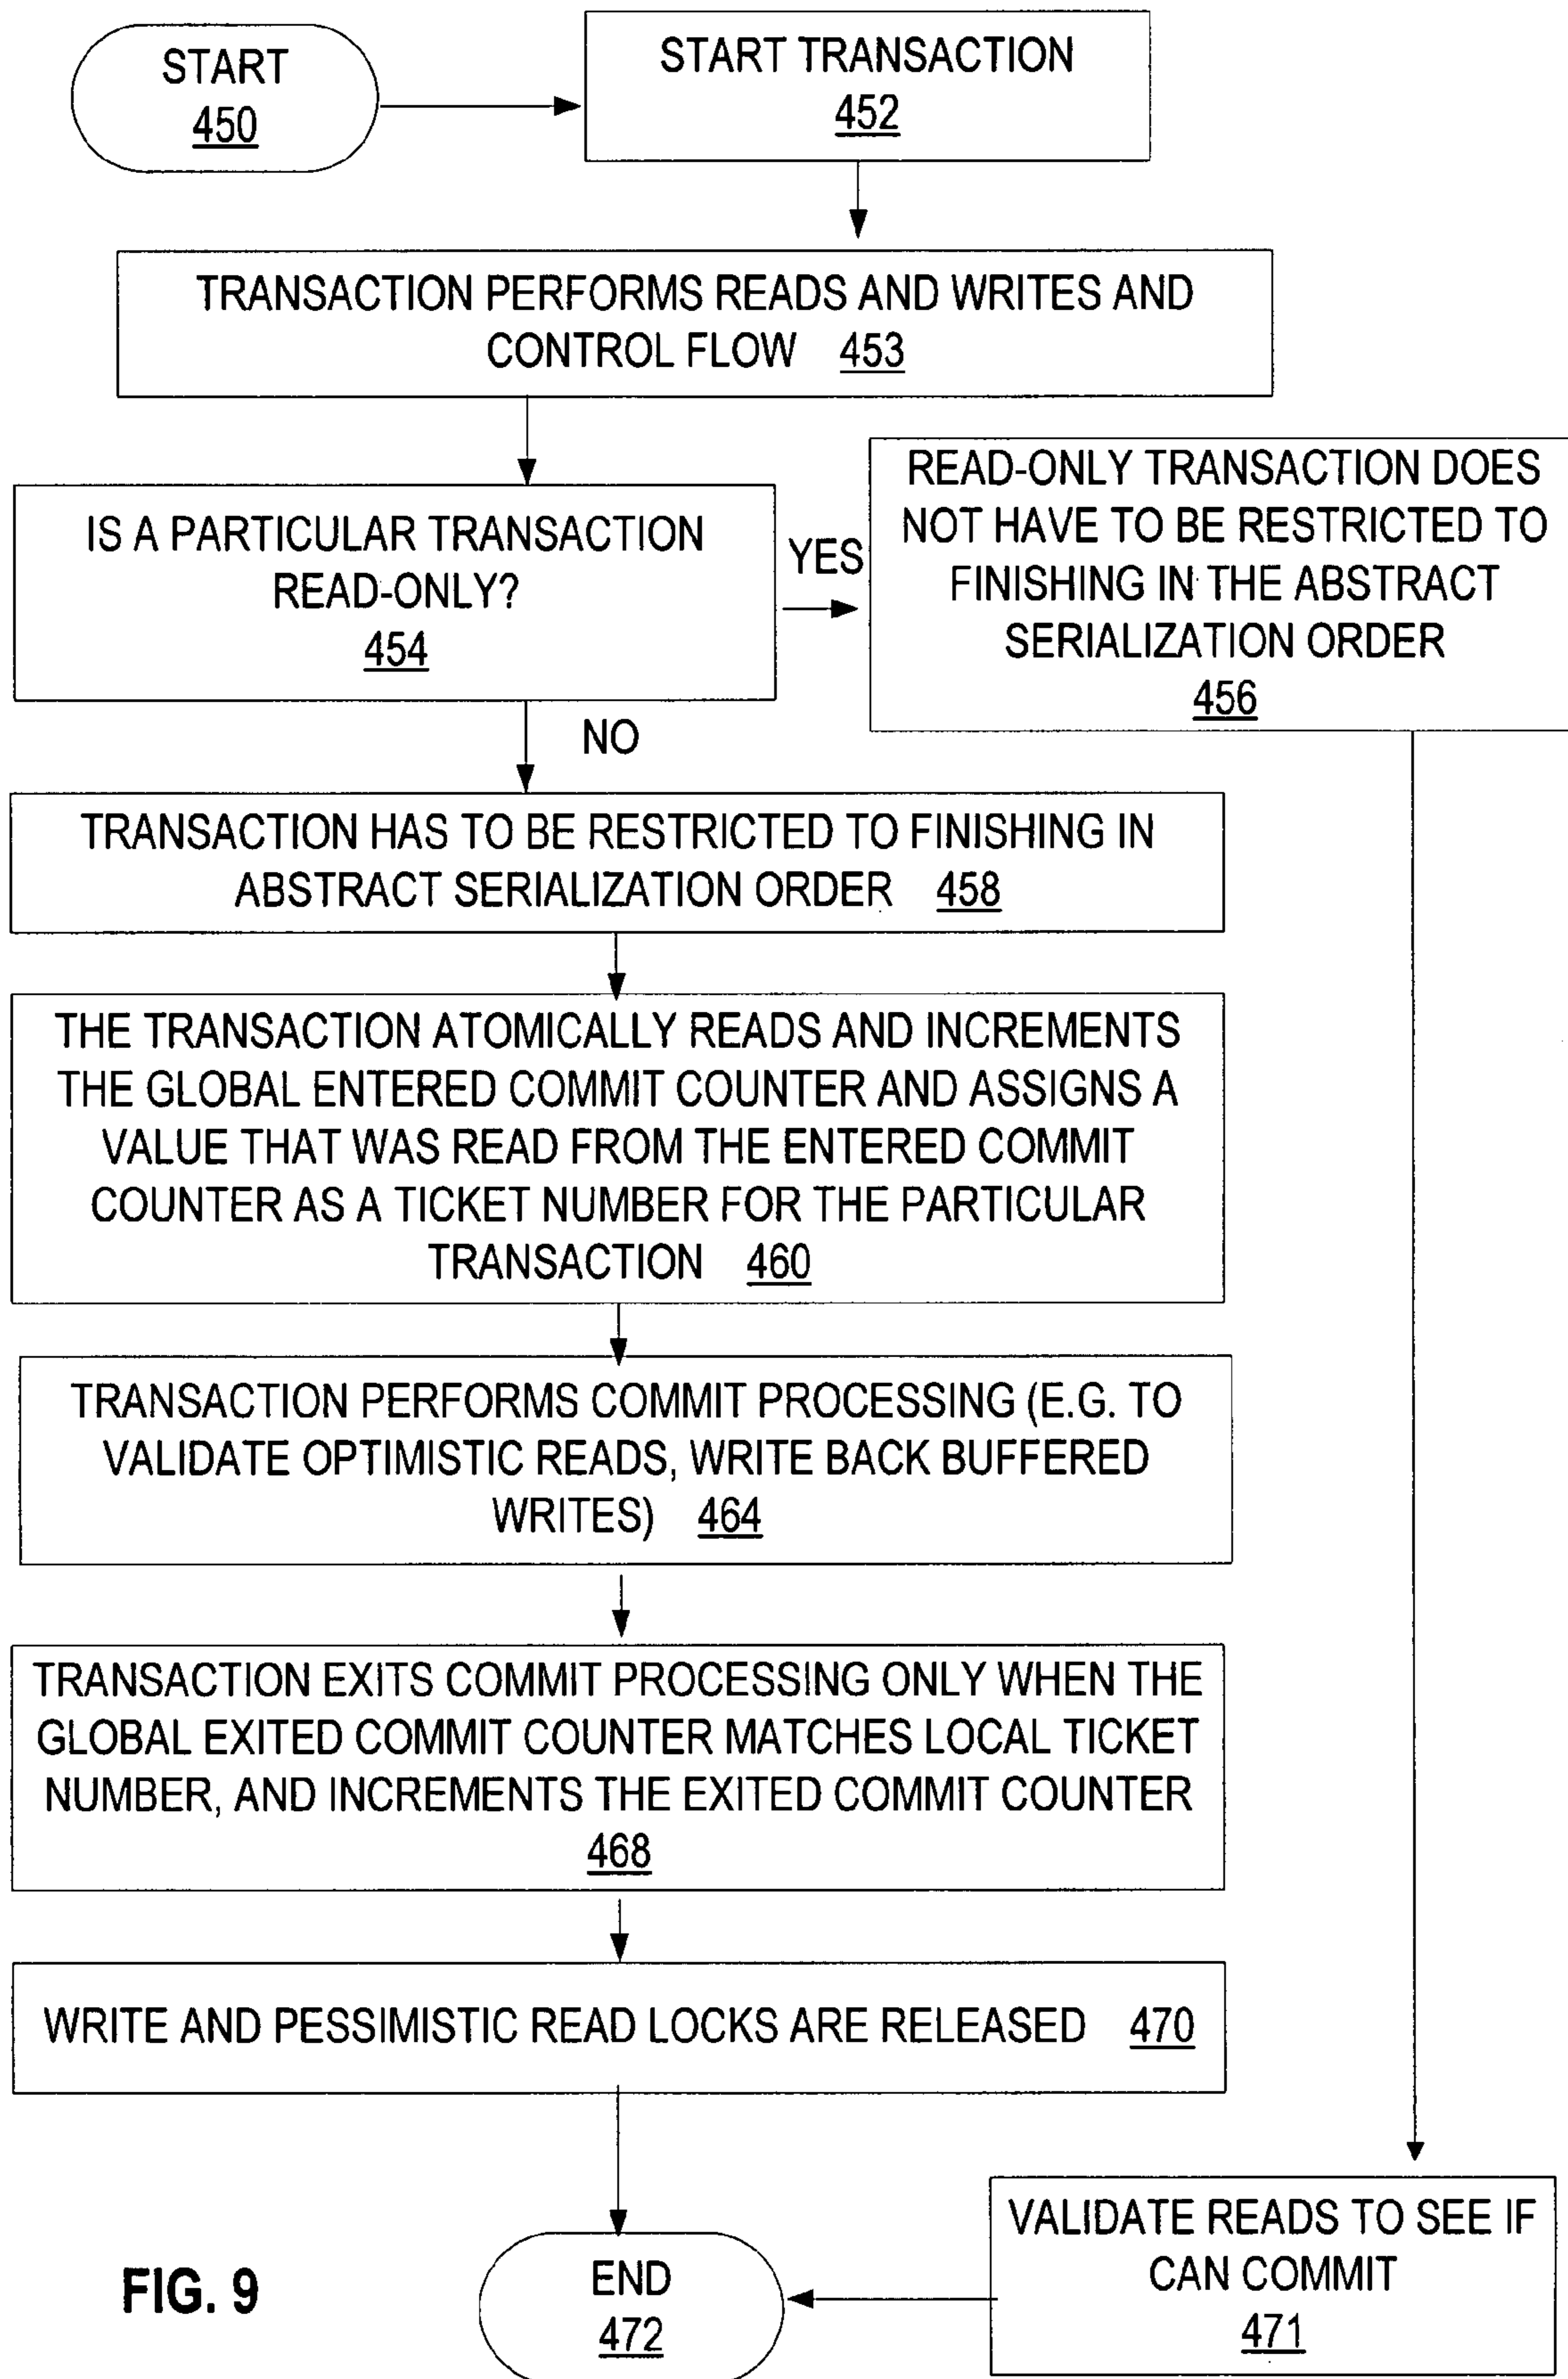 START
450
START TRANSACTION
452
TRANSACTION PERFORMS READS AND WRITES AND
CONTROL FLOW 453
IS A PARTICULAR TRANSACTION
READ-ONLY?
454
YES
READ-ONLY TRANSACTION DOES
NOT HAVE TO BE RESTRICTED TO
FINISHING IN THE ABSTRACT
SERIALIZATION ORDER
456
NO
TRANSACTION HAS TO BE RESTRICTED TO FINISHING IN
ABSTRACT SERIALIZATION ORDER 458
THE TRANSACTION ATOMICALLY READS AND INCREMENTS
THE GLOBAL ENTERED COMMIT COUNTER AND ASSIGNS A
VALUE THAT WAS READ FROM THE ENTERED COMMIT
COUNTER AS A TICKET NUMBER FOR THE PARTICULAR
TRANSACTION 460
TRANSACTION PERFORMS COMMIT PROCESSING (E.G. TO
VALIDATE OPTIMISTIC READS, WRITE BACK BUFFERED
WRITES) 464
TRANSACTION EXITS COMMIT PROCESSING ONLY WHEN THE
GLOBAL EXITED COMMIT COUNTER MATCHES LOCAL TICKET
NUMBER, AND INCREMENTS THE EXITED COMMIT COUNTER
468
WRITE AND PESSIMISTIC READ LOCKS ARE RELEASED 470
VALIDATE READS TO SEE IF
CAN COMMIT
471
END
472
FIG. 9